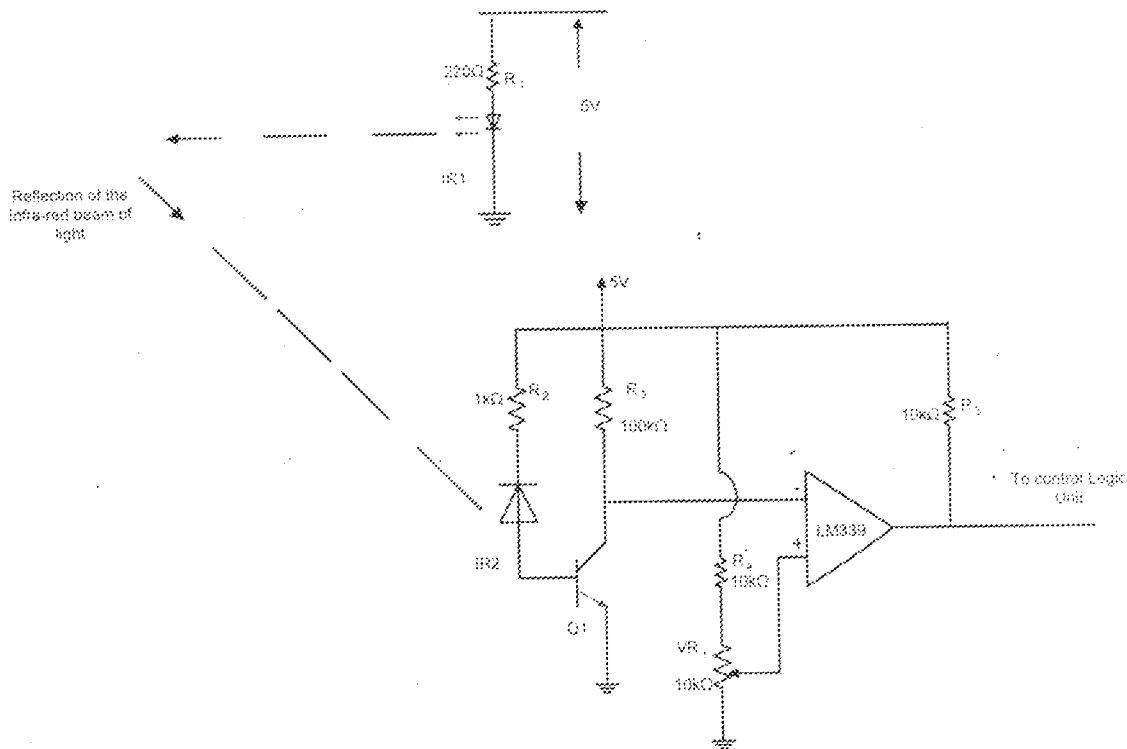 220Ω
R₁
5V
IR1
Reflection of the
infra-red beam of
light
5V
1kΩ
R₂
R₃
100kΩ
10kΩ
To control Logic
Unit
-
LM339
+
10kΩ
IR2
Q1
VR₁
10kΩ